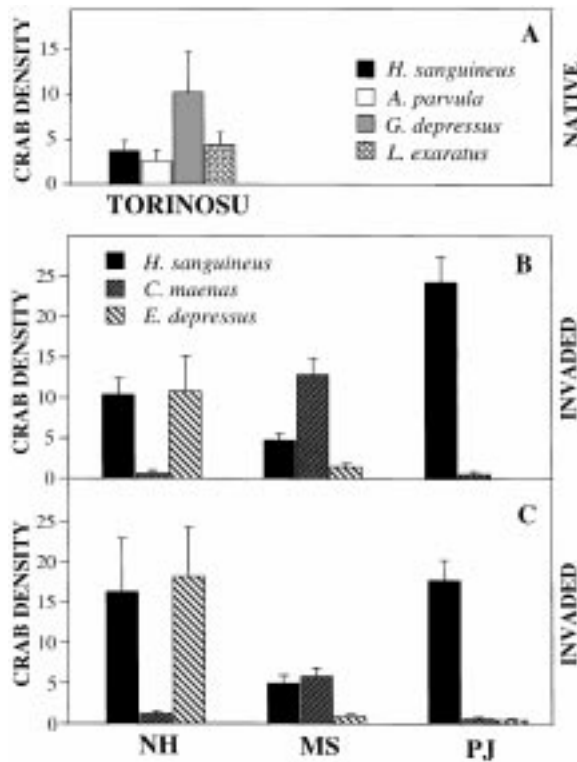 A
CRAB DENSITY
15
10
5
0
H. sanguineus
A. parvula
G. depressus
L. exaratus
NATIVE
TORINOSU
B
CRAB DENSITY
25
20
15
10
5
0
H. sanguineus
C. maenas
E. depressus
INVADED
C
CRAB DENSITY
25
20
15
10
5
0
INVADED
NH MS PJ